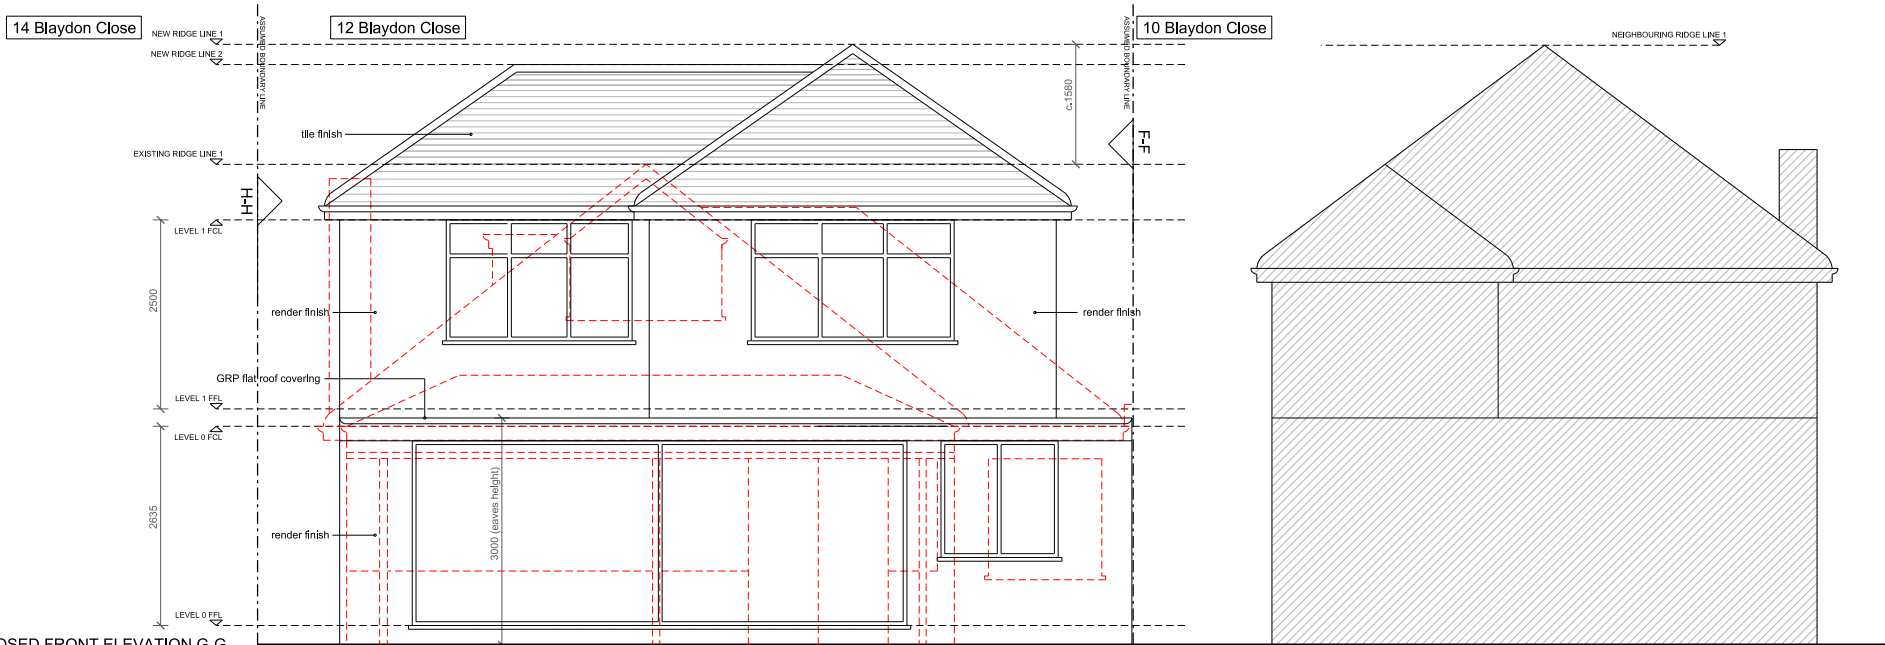 14 Blaydon Close
12 Blaydon Close
10 Blaydon Close
NEW RIDGE LINE 1
NEW RIDGE LINE 2
ASSUMED BOUNDARY LINE
ASSUMED BOUNDARY LINE
NEIGHBOURING RIDGE LINE 1
c.1580
tile finish
F-F
EXISTING RIDGE LINE 1
H-H
LEVEL 1 FCL
2500
render finish
render finish
GRP flat roof covering
LEVEL 1 FFL
LEVEL 0 FCL
2635
3000 (eaves height)
render finish
LEVEL 0 FFL
FRONT ELEVATION G-G